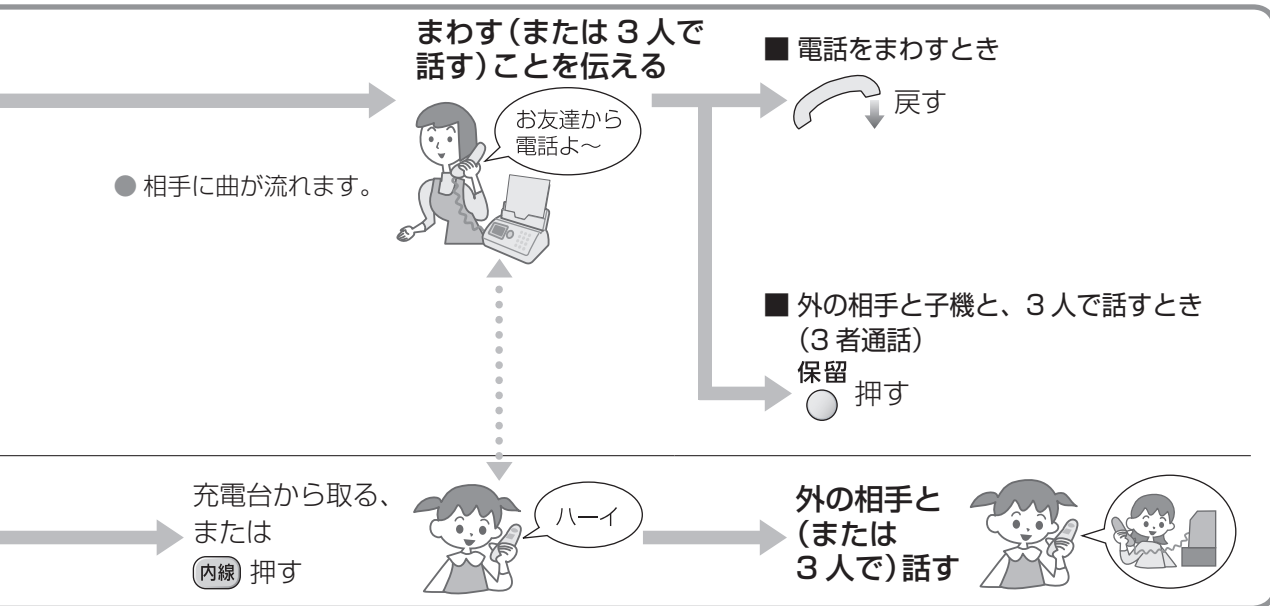 まわす(または 3 人で
話す)ことを伝える
お友達から
電話よ～
● 相手に曲が流れます。
■ 電話をまわすとき
戻す
■ 外の相手と子機と、3 人で話すとき
(3 者通話)
保留
押す
充電台から取る、
または
内線 押す
ハーイ
外の相手と
(または
3 人で)話す